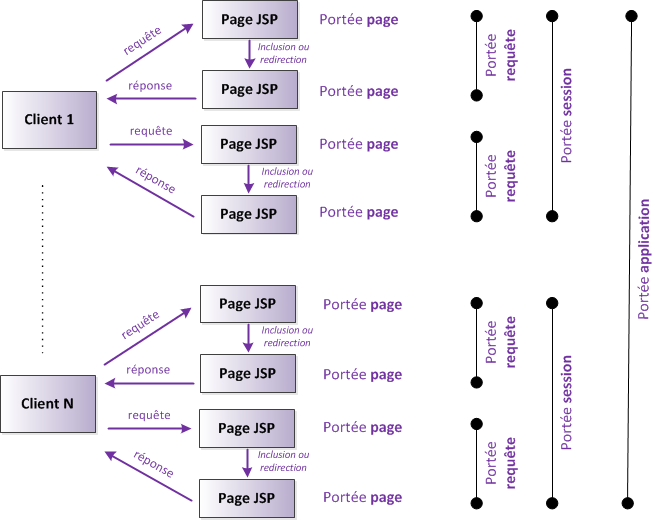 Page JSP
Portée page
requête
Inclusion ou
redirection
Portée
requête
réponse
Page JSP
Portée page
Client 1
Portée session
requête
Page JSP
Portée page
Inclusion ou
redirection
Portée
requête
réponse
Page JSP
Portée page
Portée application
Page JSP
Portée page
requête
Inclusion ou
redirection
Portée
requête
réponse
Page JSP
Portée page
Client N
Portée session
requête
Page JSP
Portée page
Inclusion ou
redirection
Portée
requête
réponse
Page JSP
Portée page